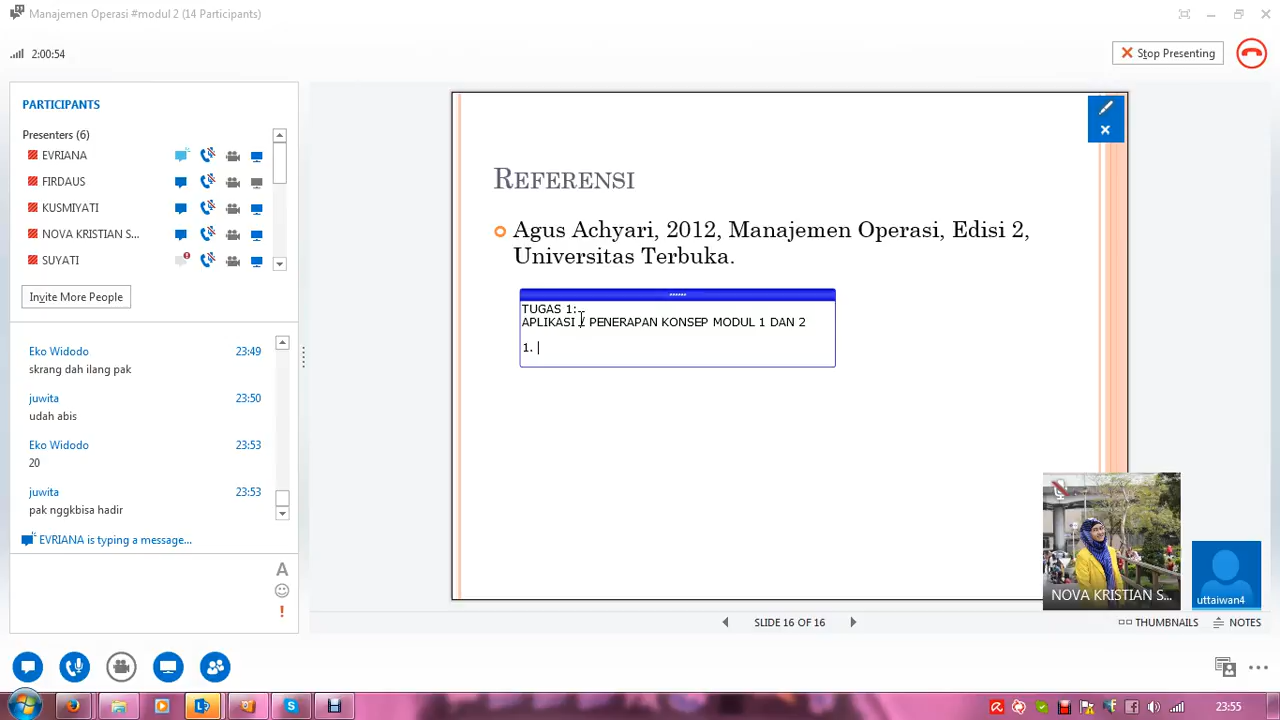 Manajemen Operasi #modul 2 (14 Participants)
2:00:54
Stop Presenting
PARTICIPANTS
Presenters (6)
EVRIANA
FIRDAUS
KUSMIYATI
NOVA KRISTIAN S...
SUYATI
Invite More People
Eko Widodo 23:49
skrang dah ilang pak
juwita 23:50
udah abis
Eko Widodo 23:53
20
juwita 23:53
pak nggkbisa hadir
EVRIANA is typing a message...
REFERENSI
Agus Achyari, 2012, Manajemen Operasi, Edisi 2,
Universitas Terbuka.
TUGAS 1:
APLIKASI / PENERAPAN KONSEP MODUL 1 DAN 2
1.
NOVA KRISTIAN S...
uttaiwan4
SLIDE 16 OF 16
THUMBNAILS
NOTES
23:55